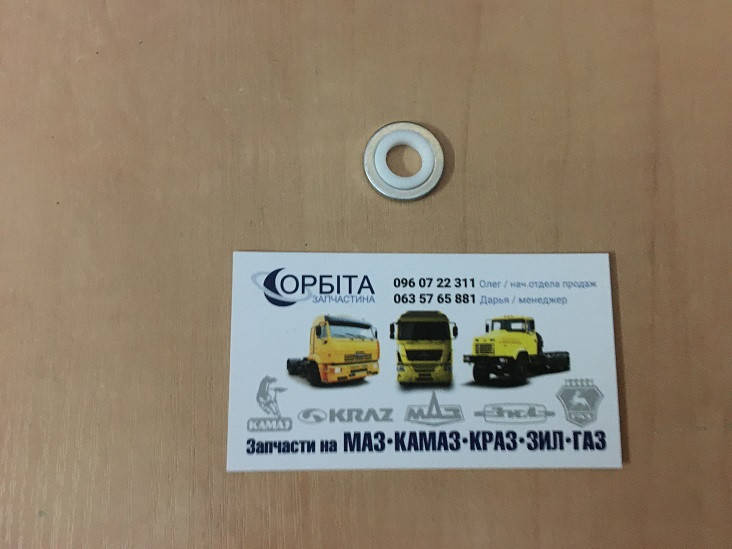 ОРБІТА
ЗАПЧАСТИНА
096 07 22 311 Олег / нач.отдела продаж
063 57 65 881 Дарья / менеджер
КАМАЗ KRAZ МАЗ ЗИЛ ГАЗ
Запчасти на МАЗ·КАМАЗ·КРАЗ·ЗИЛ·ГАЗ